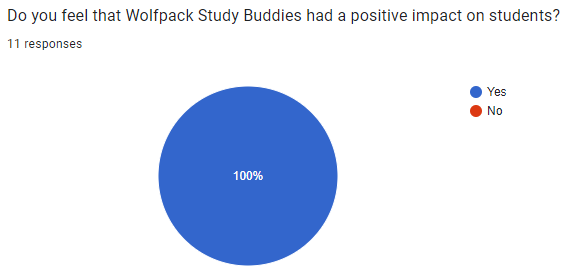 Do you feel that Wolfpack Study Buddies had a positive impact on students?
11 responses
Yes
No
100%